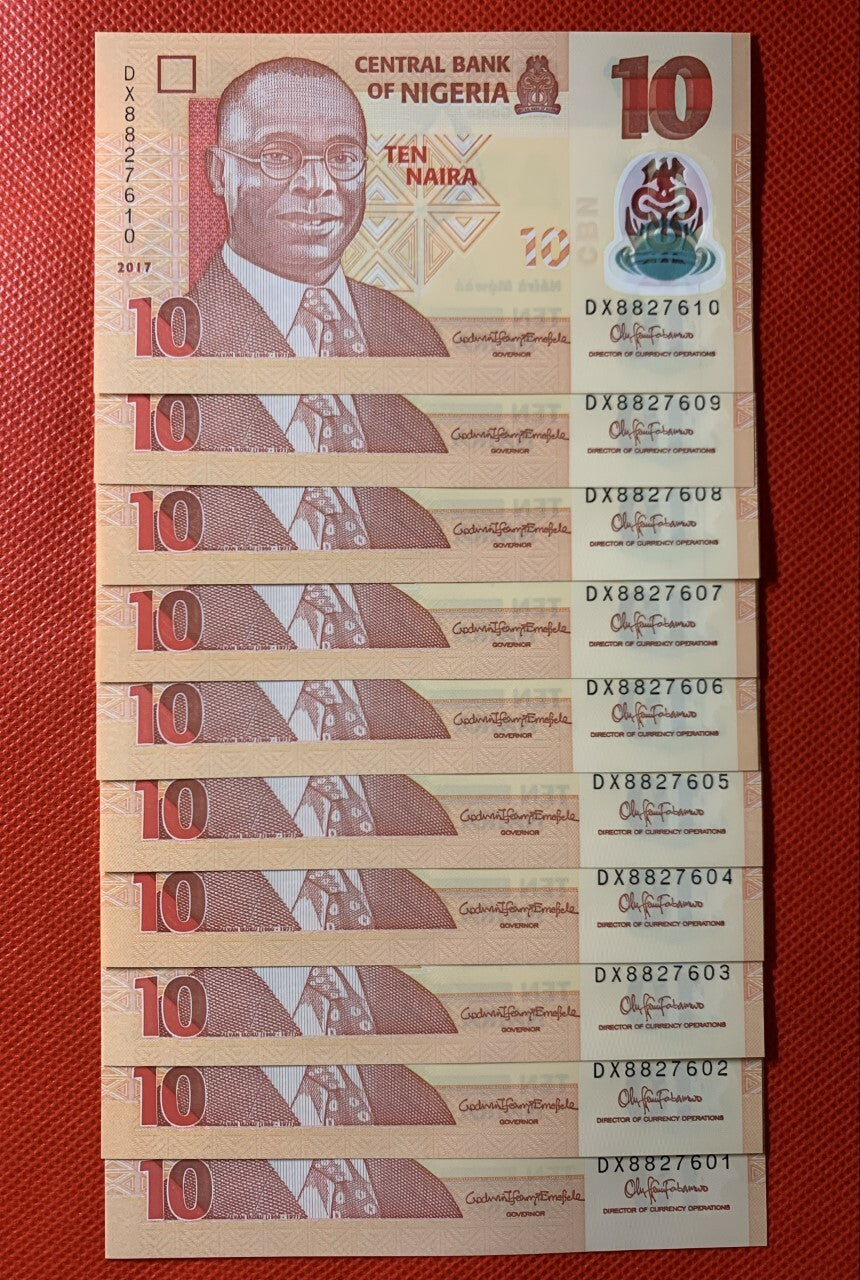 CENTRAL BANK
OF NIGERIA
10
DX8827610
TEN
NAIRA
10
CBN
2017
10
DX8827610
GOVERNOR
DIRECTOR OF CURRENCY OPERATIONS
DX8827609
10
GOVERNOR
DIRECTOR OF CURRENCY OPERATIONS
DX8827608
10
GOVERNOR
DIRECTOR OF CURRENCY OPERATIONS
DX8827607
10
GOVERNOR
DIRECTOR OF CURRENCY OPERATIONS
DX8827606
10
GOVERNOR
DIRECTOR OF CURRENCY OPERATIONS
DX8827605
10
GOVERNOR
DIRECTOR OF CURRENCY OPERATIONS
DX8827604
10
GOVERNOR
DIRECTOR OF CURRENCY OPERATIONS
DX8827603
10
GOVERNOR
DIRECTOR OF CURRENCY OPERATIONS
DX8827602
10
GOVERNOR
DIRECTOR OF CURRENCY OPERATIONS
DX8827601
10
GOVERNOR
DIRECTOR OF CURRENCY OPERATIONS